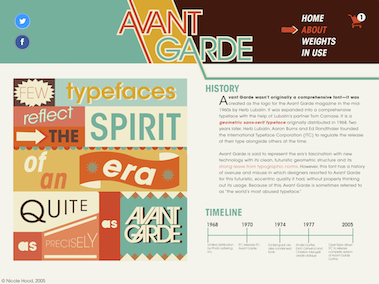 AVANT
GARDE
HOME
ABOUT
WEIGHTS
IN USE
1
FEW typefaces
reflect
THE SPIRIT
of
an era
QUITE
as
PRECISELY
as
AVANT
GARDE
HISTORY
Avant Garde wasn't originally a complete font—it was
created as the logo for the Avant Garde magazine in the mid
1960s by Herb Lubalin. It was expanded into a comprehensive
typeface with the help of Lubalin's partner Tom Carnase. It is a
geometric sans-serif typeface originally distributed in 1968. Two
years later, Herb Lubalin, Aaron Burns and Ed Rondthaler founded
the International Typeface Corporation (ITC) to regulate the release
of their type alongside others at the time.
Avant Garde is said to represent the era's fascination with new
technology with its clean, futuristic, geometric structure and its
strong leave from typographic norms. However, this font has a history
of overuse and misuse in which designers resorted to Avant Garde
for this futuristic, eccentric quality it had, without properly thinking
out its usage. Because of this, Avant Garde is sometimes referred to
as "the world's most abused typeface".
TIMELINE
1968
1970
1974
1977
2005
© Nicole Hood, 2005